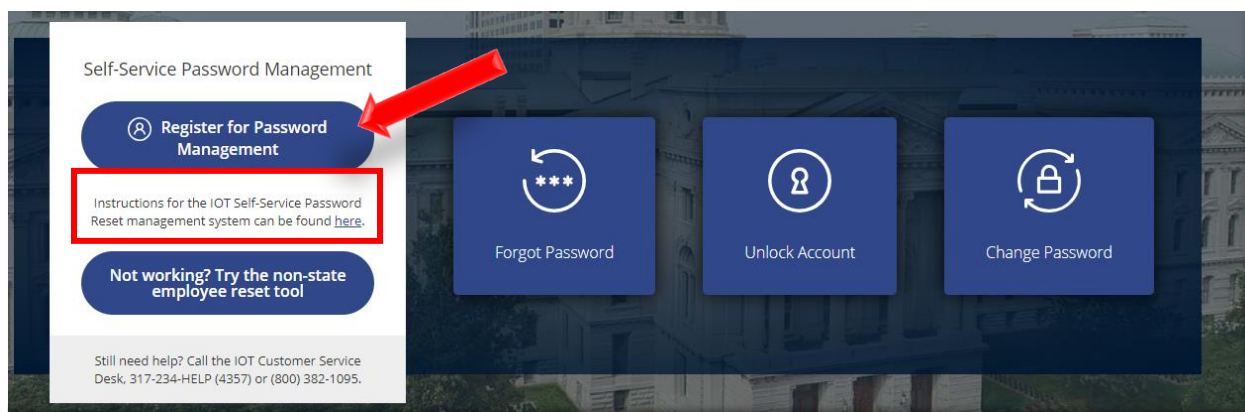 Self-Service Password Management
Register for Password
Management
Instructions for the IOT Self-Service Password
Reset management system can be found here.
Not working? Try the non-state
employee reset tool
Still need help? Call the IOT Customer Service
Desk, 317-234-HELP (4357) or (800) 382-1095.
***
Forgot Password
Unlock Account
Change Password